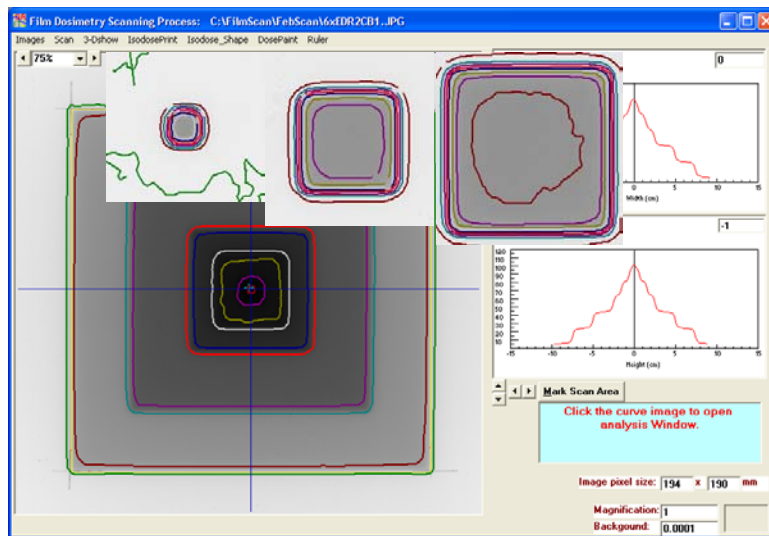 Film Dosimetry Scanning Process: C:\FilmScan\FebScan\6xEDR2CB1..JPG
Images Scan 3-Dshow IsodosePrint Isodose_Shape DosePaint Ruler
75%
0
0 5 10 15
Width (cm)
-1
120
110
100
90
80
70
60
50
40
30
20
10
-15 -10 -5 0 5 10 15
Height (cm)
Mark Scan Area
Click the curve image to open
analysis Window.
Image pixel size: 194 x 190 mm
Magnification: 1
Backgound: 0.0001